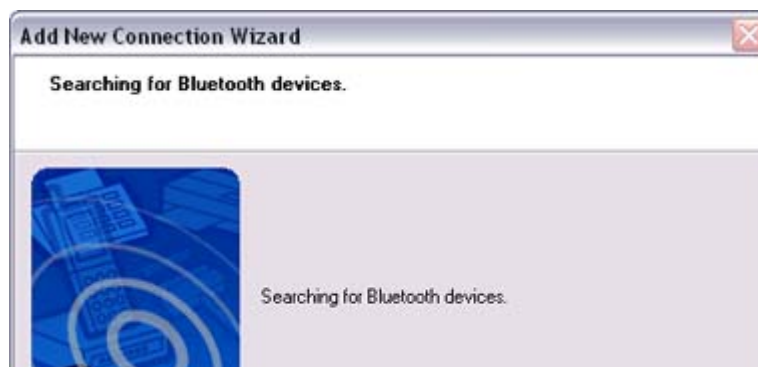 Add New Connection Wizard
Searching for Bluetooth devices.
Searching for Bluetooth devices.